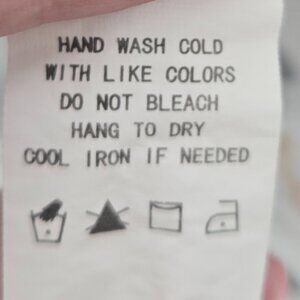 HAND WASH COLD
WITH LIKE COLORS
DO NOT BLEACH
HANG TO DRY
COOL IRON IF NEEDED